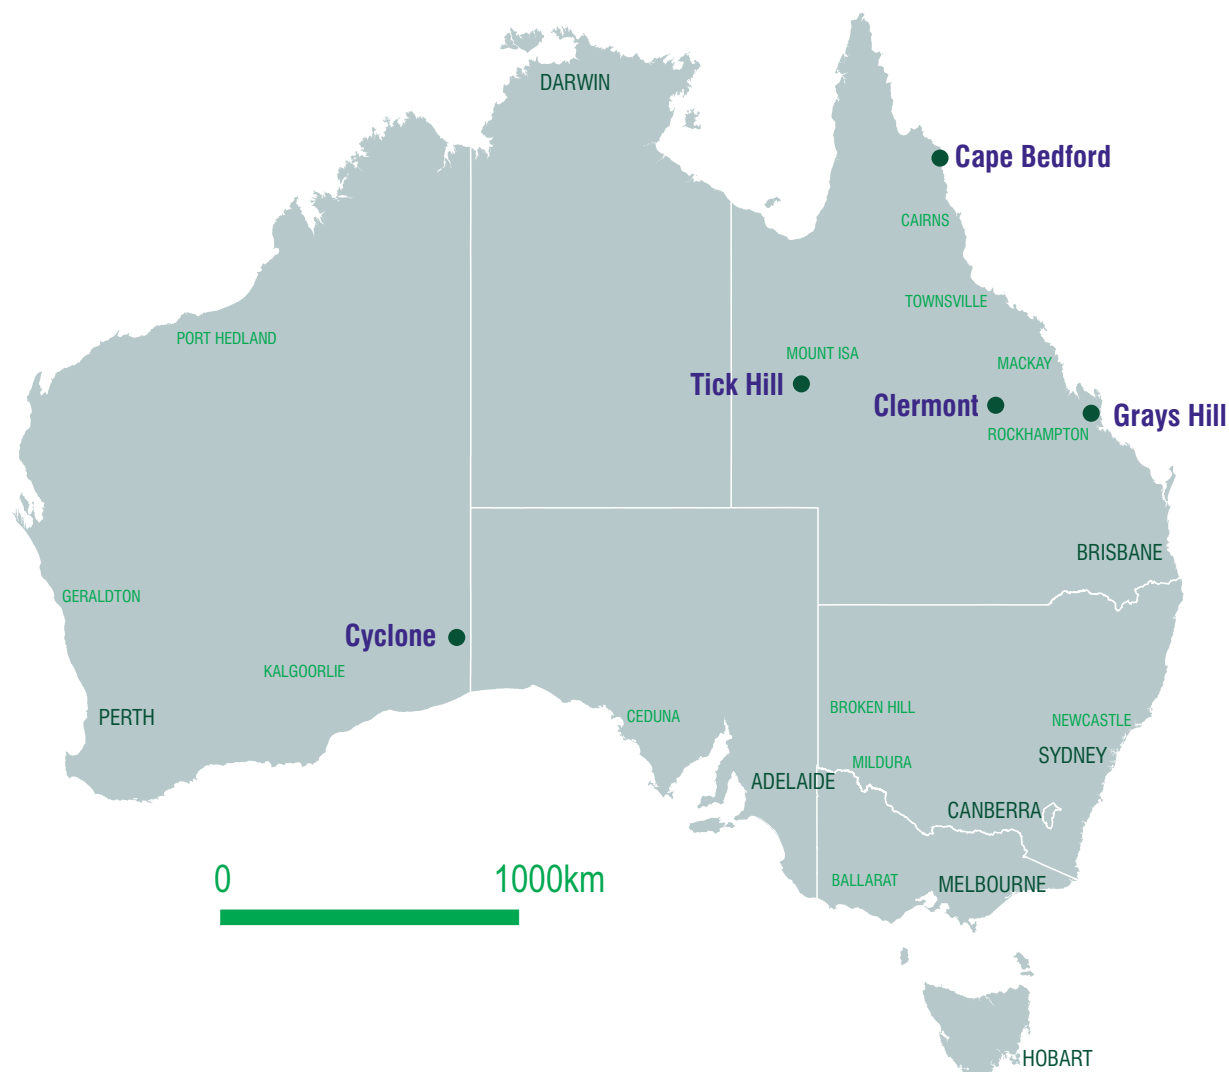 DARWIN
Cape Bedford
CAIRNS
TOWNSVILLE
PORT HEDLAND
MOUNT ISA
MACKAY
Tick Hill
Clermont
Grays Hill
ROCKHAMPTON
BRISBANE
GERALDTON
Cyclone
KALGOORLIE
PERTH
CEDUNA
BROKEN HILL
NEWCASTLE
SYDNEY
MILDURA
ADELAIDE
CANBERRA
0 1000km
BALLARAT
MELBOURNE
HOBART